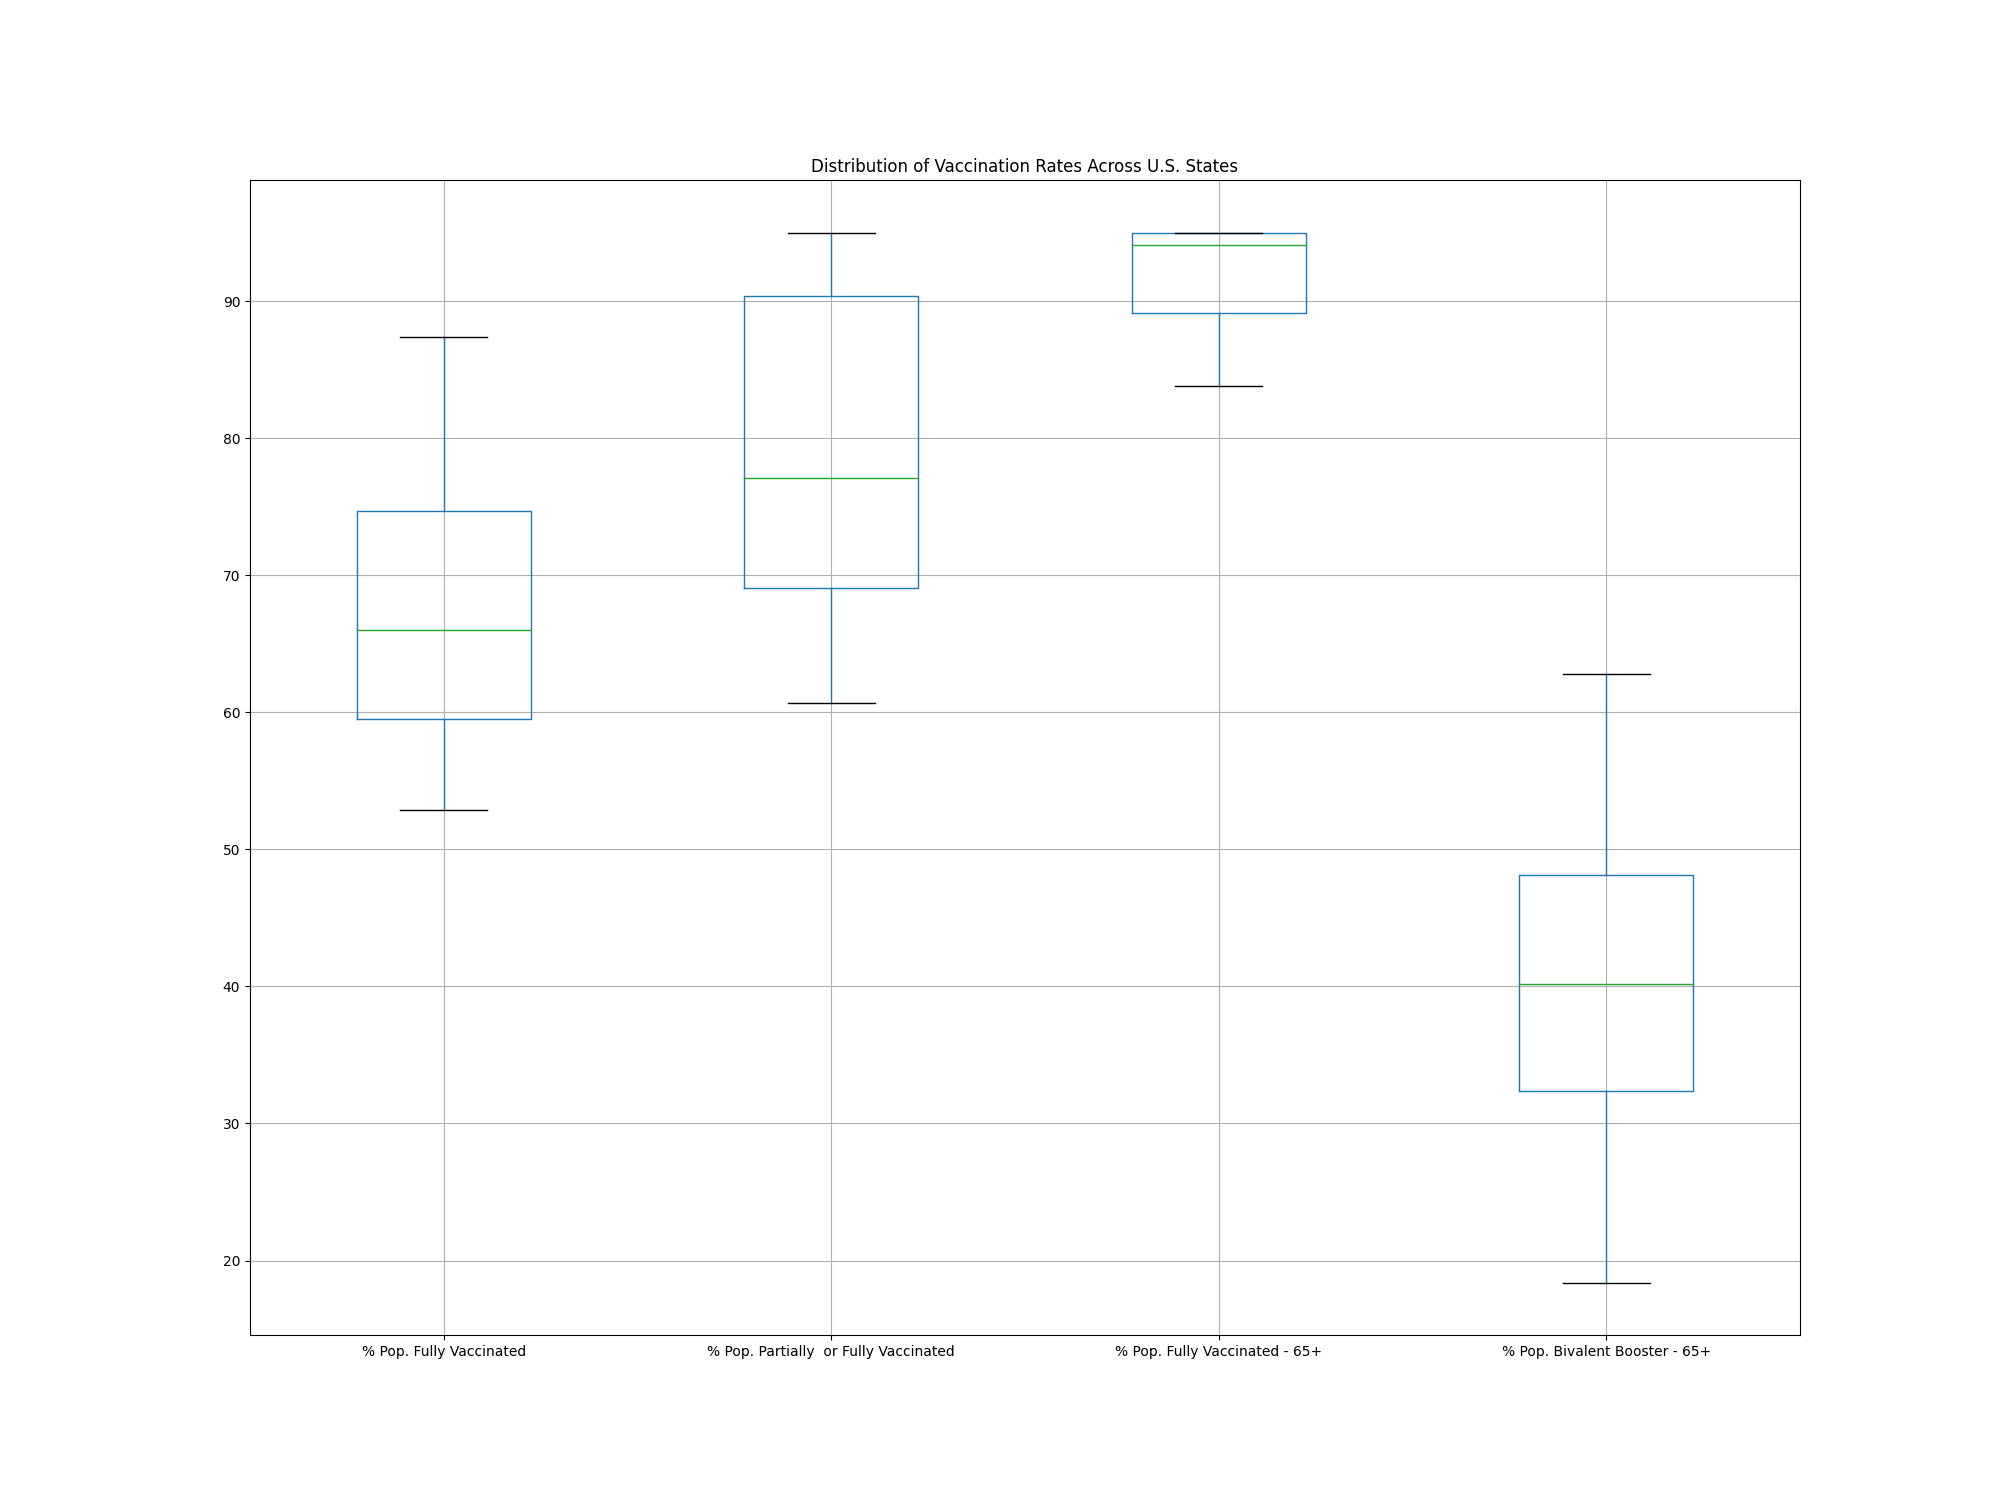 Distribution of Vaccination Rates Across U.S. States
90
80
70
60
50
40
30
20
% Pop. Fully Vaccinated
% Pop. Partially  or Fully Vaccinated
% Pop. Fully Vaccinated - 65+
% Pop. Bivalent Booster - 65+